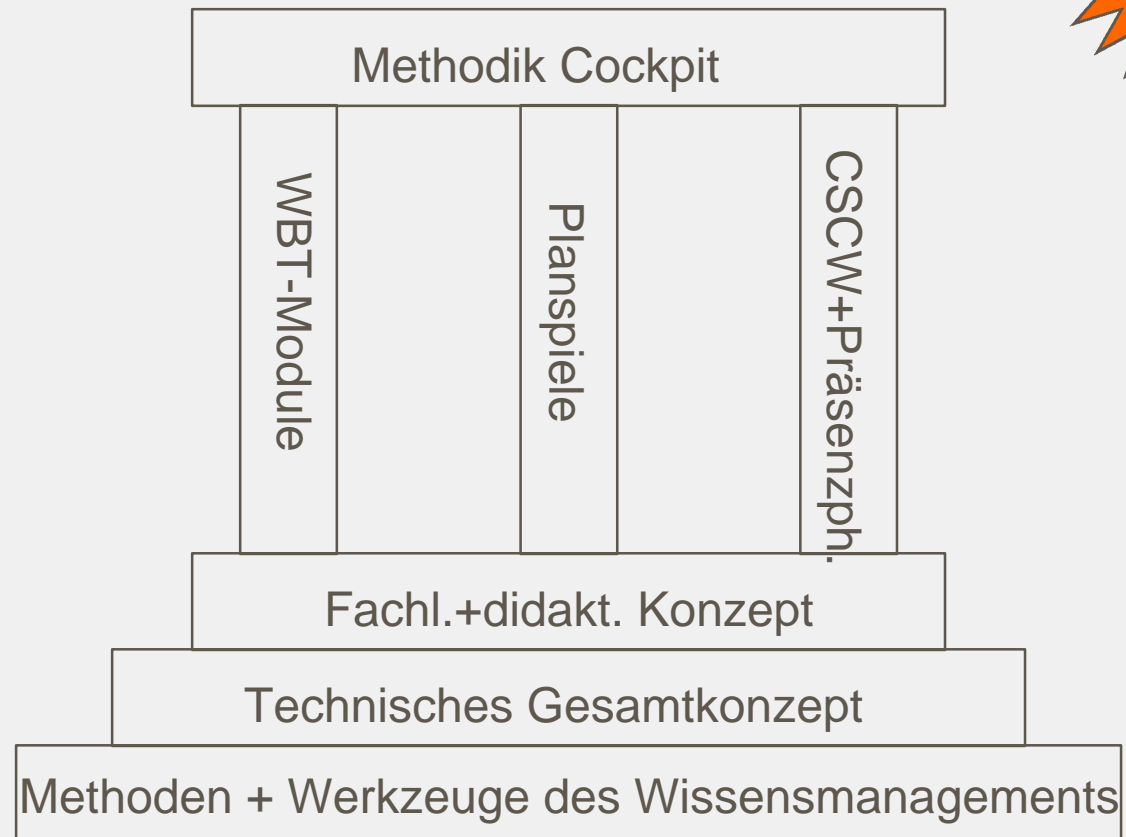 Methodik Cockpit
WBT-Module
Planspiele
CSCW+Präsenzph.
Fachl.+didakt. Konzept
Technisches Gesamtkonzept
Methoden + Werkzeuge des Wissensmanagements